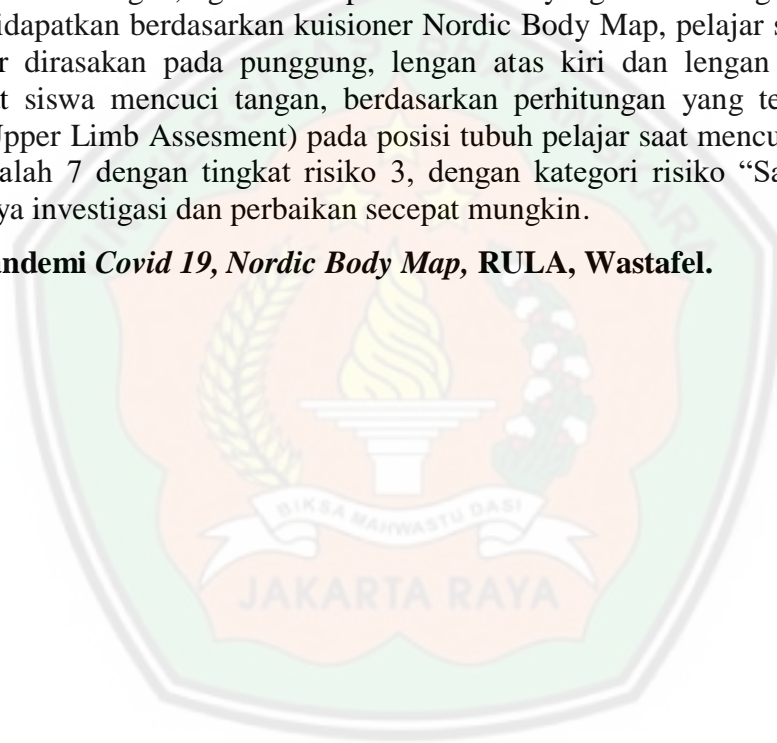 idapatkan berdasarkan kuisioner Nordic Body Map, pelajar s
r dirasakan pada punggung, lengan atas kiri dan lengan
t siswa mencuci tangan, berdasarkan perhitungan yang te
Upper Limb Assesment) pada posisi tubuh pelajar saat mencu
alah 7 dengan tingkat risiko 3, dengan kategori risiko “Sa
ya investigasi dan perbaikan secepat mungkin.
andemi Covid 19, Nordic Body Map, RULA, Wastafel.
BIKSA MAHWASTU DASI
JAKARTA RAYA